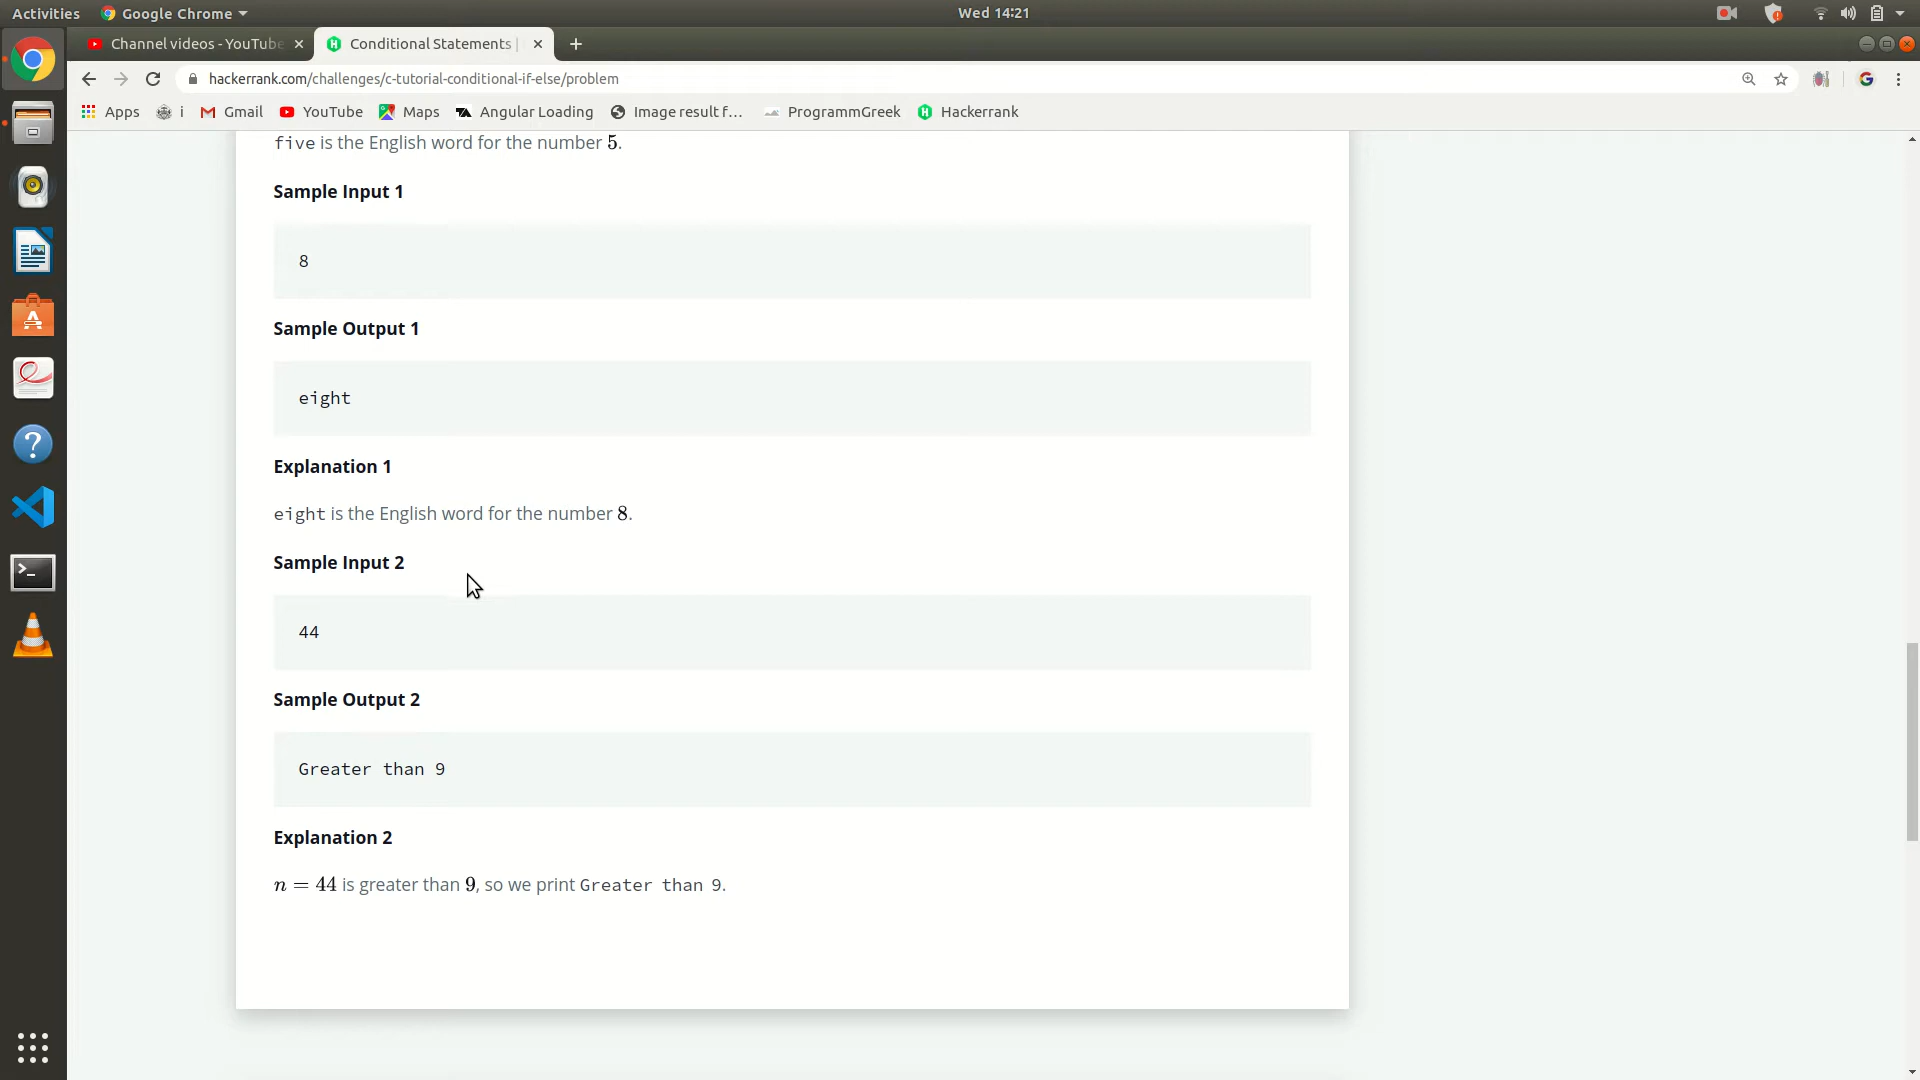 Activities Google Chrome Wed 14:21
Channel videos - YouTube Conditional Statements |
hackerrank.com/challenges/c-tutorial-conditional-if-else/problem
Apps i Gmail YouTube Maps Angular Loading Image result f... ProgrammGreek Hackerrank
five is the English word for the number 5.
Sample Input 1
8
Sample Output 1
eight
Explanation 1
eight is the English word for the number 8.
Sample Input 2
44
Sample Output 2
Greater than 9
Explanation 2
n = 44 is greater than 9, so we print Greater than 9.